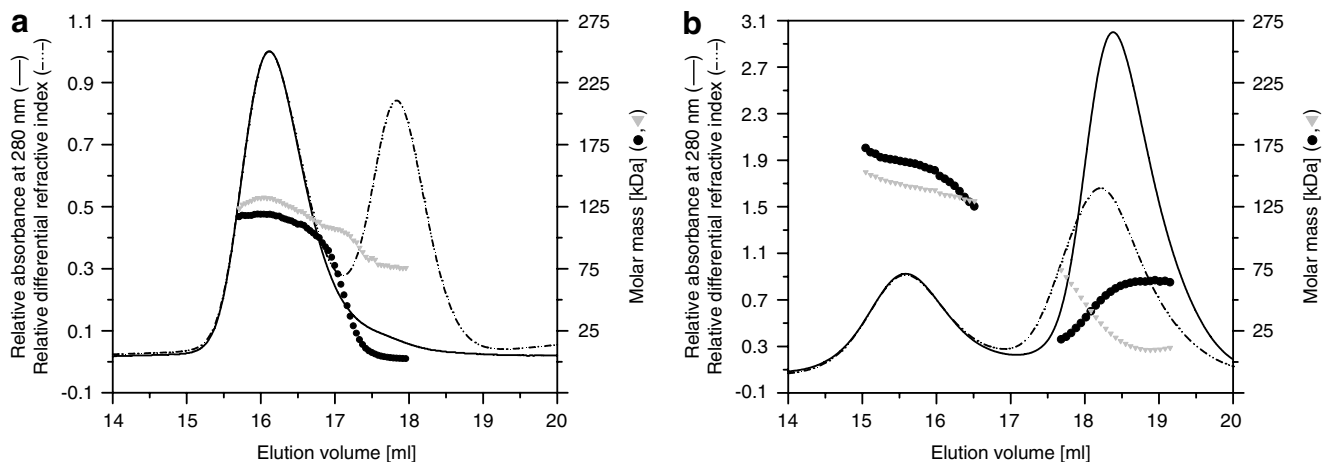 a
Relative absorbance at 280 nm (—)
Relative differential refractive index (-··-)
1.1
0.9
0.7
0.5
0.3
0.1
-0.1
14 15 16 17 18 19 20
Elution volume [ml]
275
225
175
125
75
25
Molar mass [kDa] (●, ▼)
b
Relative absorbance at 280 nm (—)
Relative differential refractive index (-··-)
3.1
2.7
2.3
1.9
1.5
1.1
0.7
0.3
-0.1
14 15 16 17 18 19 20
Elution volume [ml]
275
225
175
125
75
25
Molar mass [kDa] (●, ▼)